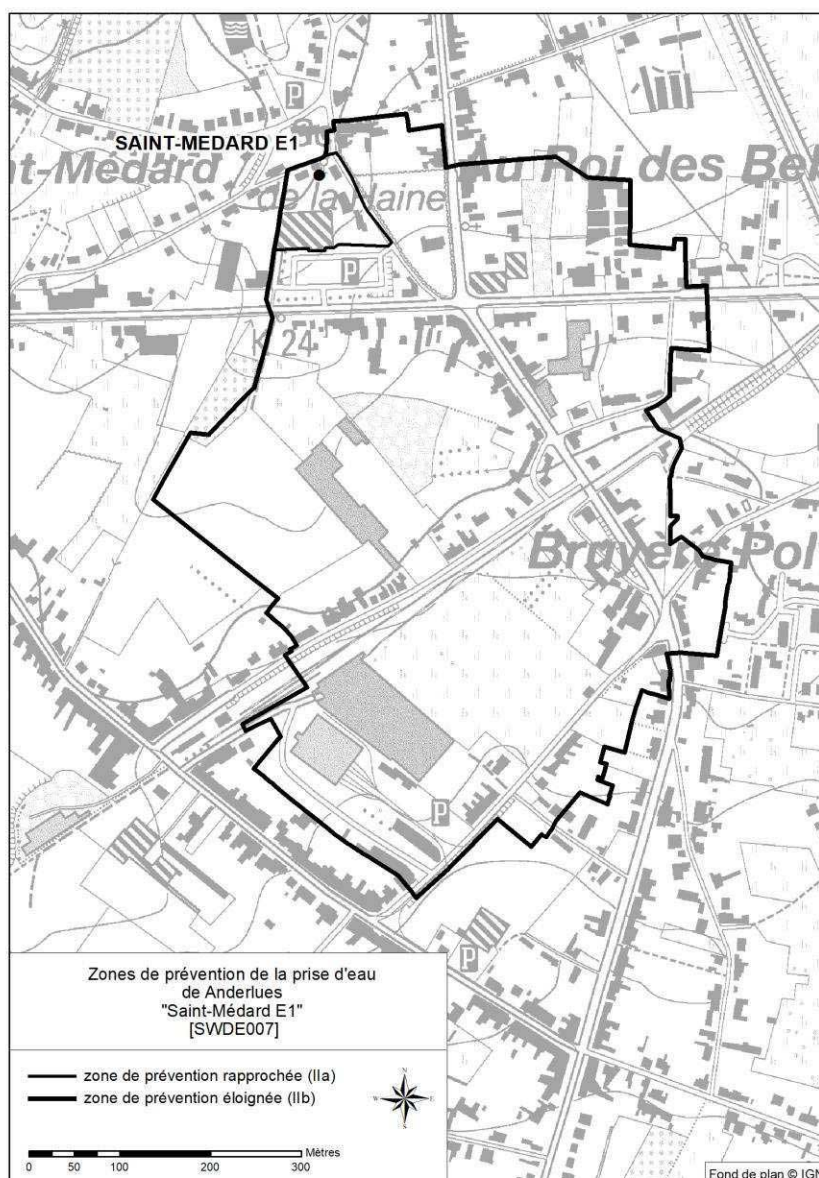 P
SAINT-MEDARD E1
nt-Médard
Au Roi des Bel
de la Haine
P
K 24
Bruyère Pol
P
P
Zones de prévention de la prise d'eau
de Anderlues
"Saint-Médard E1"
[SWDE007]
zone de prévention rapprochée (IIa)
zone de prévention éloignée (IIb)
N
W E
S
Mètres
0 50 100 200 300
Fond de plan © IGN